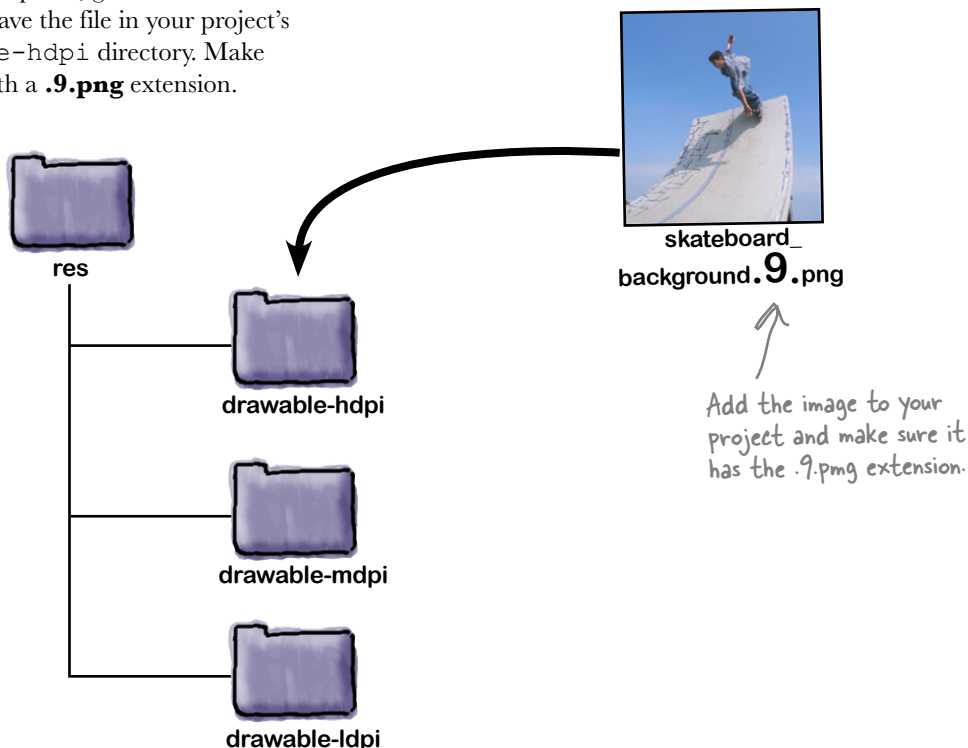 ave the file in your project's
e-hdpi directory. Make
th a .9.png extension.
skateboard_
background.9.png
res
drawable-hdpi
Add the image to your
project and make sure it
has the .9.pmg extension.
drawable-mdpi
drawable-ldpi